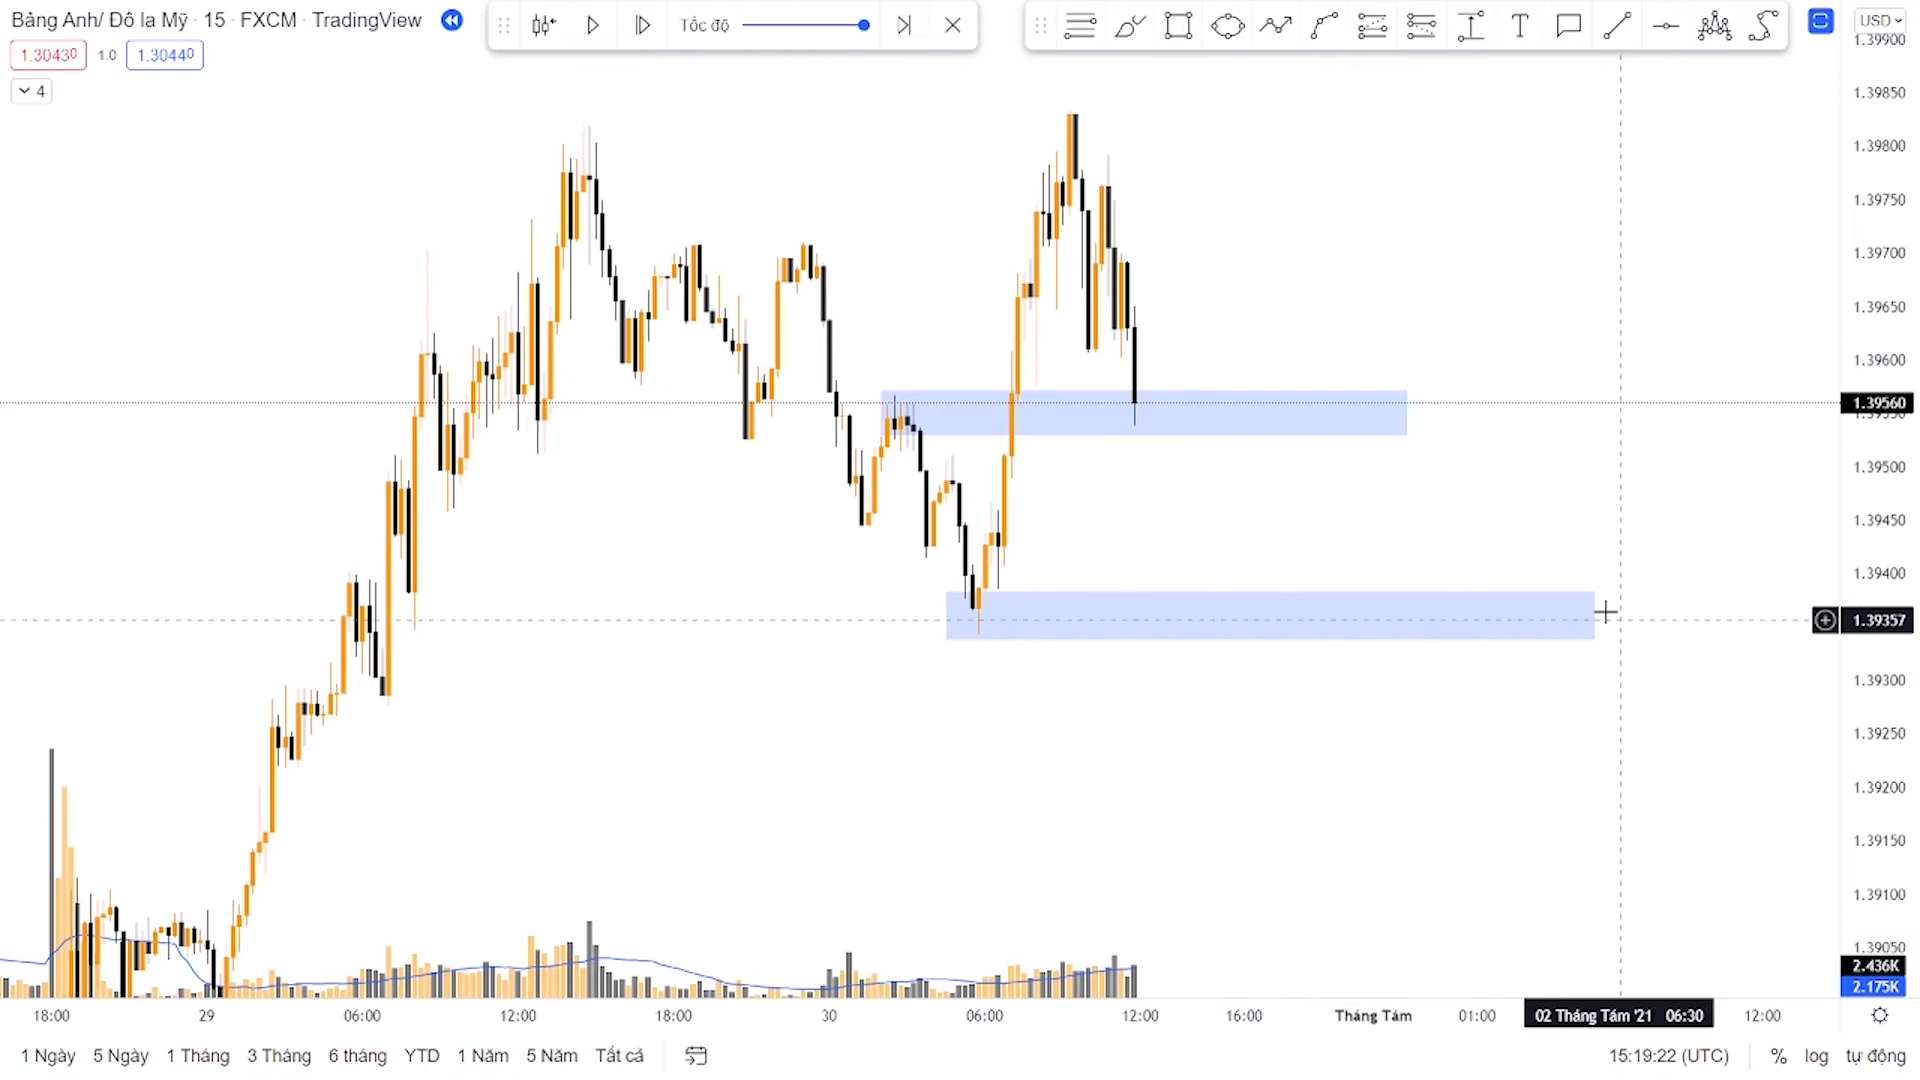 Bảng Anh/ Đô la Mỹ · 15 · FXCM · TradingView
Tốc độ
USD
1.30430 1.0 1.30440
4
1.39900
1.39850
1.39800
1.39750
1.39700
1.39650
1.39600
1.39560
1.39500
1.39450
1.39400
1.39357
1.39300
1.39250
1.39200
1.39150
1.39100
1.39050
2.436K
2.175K
18:00 29 06:00 12:00 18:00 30 06:00 12:00 16:00 Tháng Tám 01:00 02 Tháng Tám '21 06:30 12:00
1 Ngày 5 Ngày 1 Tháng 3 Tháng 6 tháng YTD 1 Năm 5 Năm Tất cả 15:19:22 (UTC) % log tự động